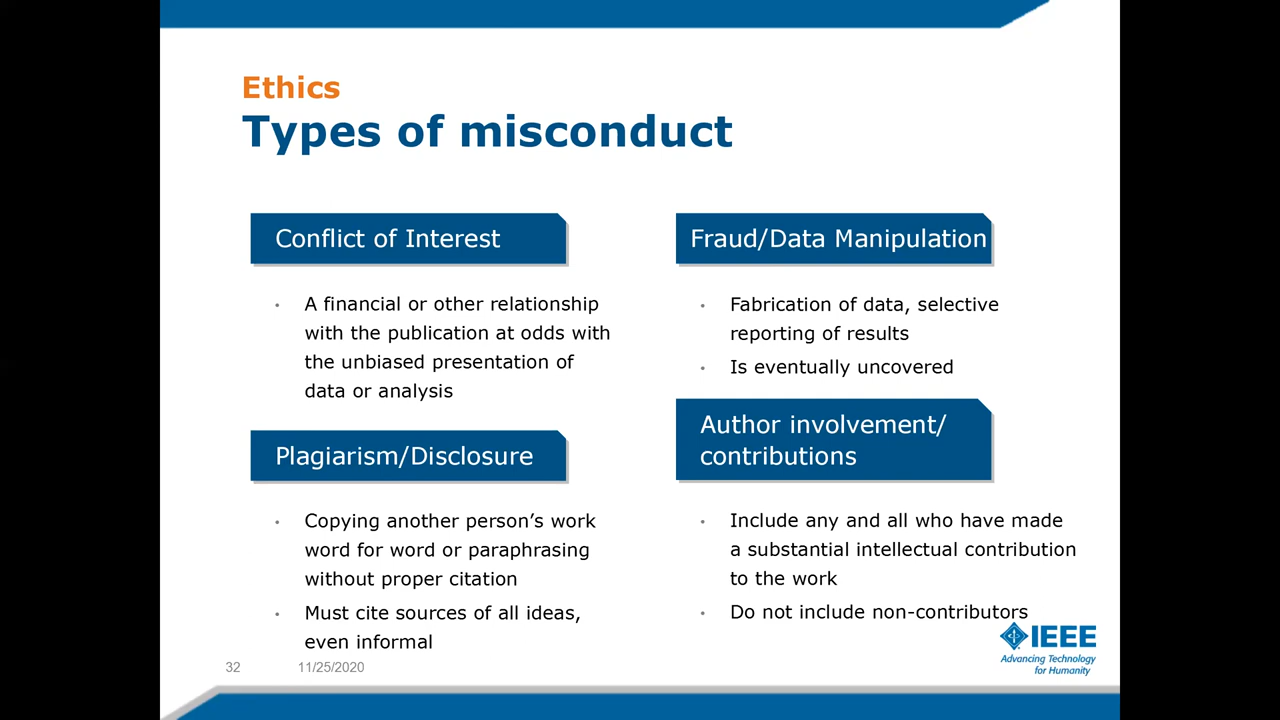 Ethics
Types of misconduct
Conflict of Interest
• A financial or other relationship
with the publication at odds with
the unbiased presentation of
data or analysis
Plagiarism/Disclosure
• Copying another person’s work
word for word or paraphrasing
without proper citation
• Must cite sources of all ideas,
even informal
Fraud/Data Manipulation
• Fabrication of data, selective
reporting of results
• Is eventually uncovered
Author involvement/
contributions
• Include any and all who have made
a substantial intellectual contribution
to the work
• Do not include non-contributors
32
11/25/2020
IEEE
Advancing Technology
for Humanity